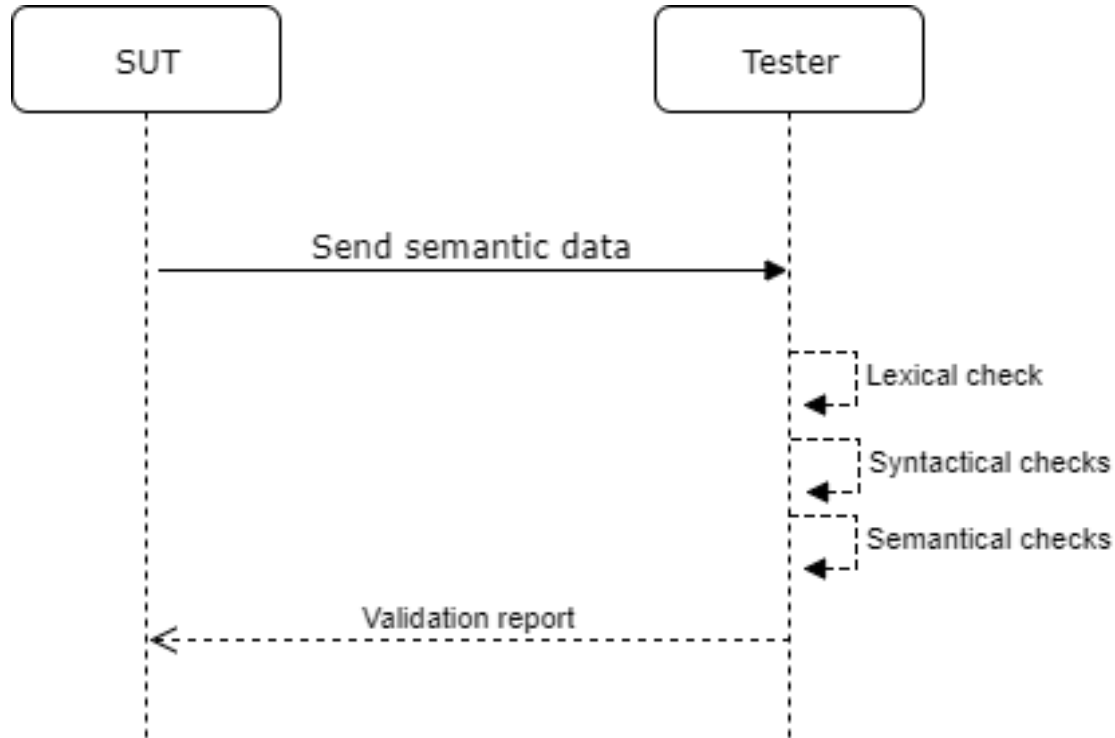 SUT
Tester
Send semantic data
Lexical check
Syntactical checks
Semantical checks
Validation report